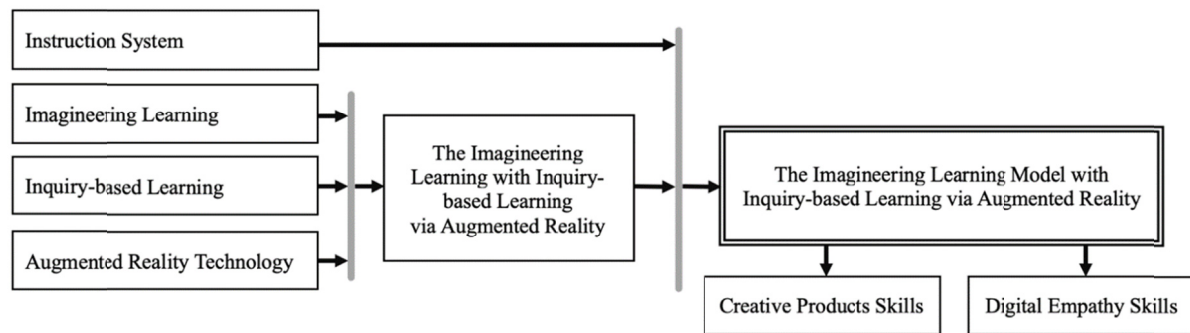 Instruction System
Imagineering Learning
Inquiry-based Learning
Augmented Reality Technology
The Imagineering
Learning with Inquiry-
based Learning
via Augmented Reality
The Imagineering Learning Model with
Inquiry-based Learning via Augmented Reality
Creative Products Skills
Digital Empathy Skills